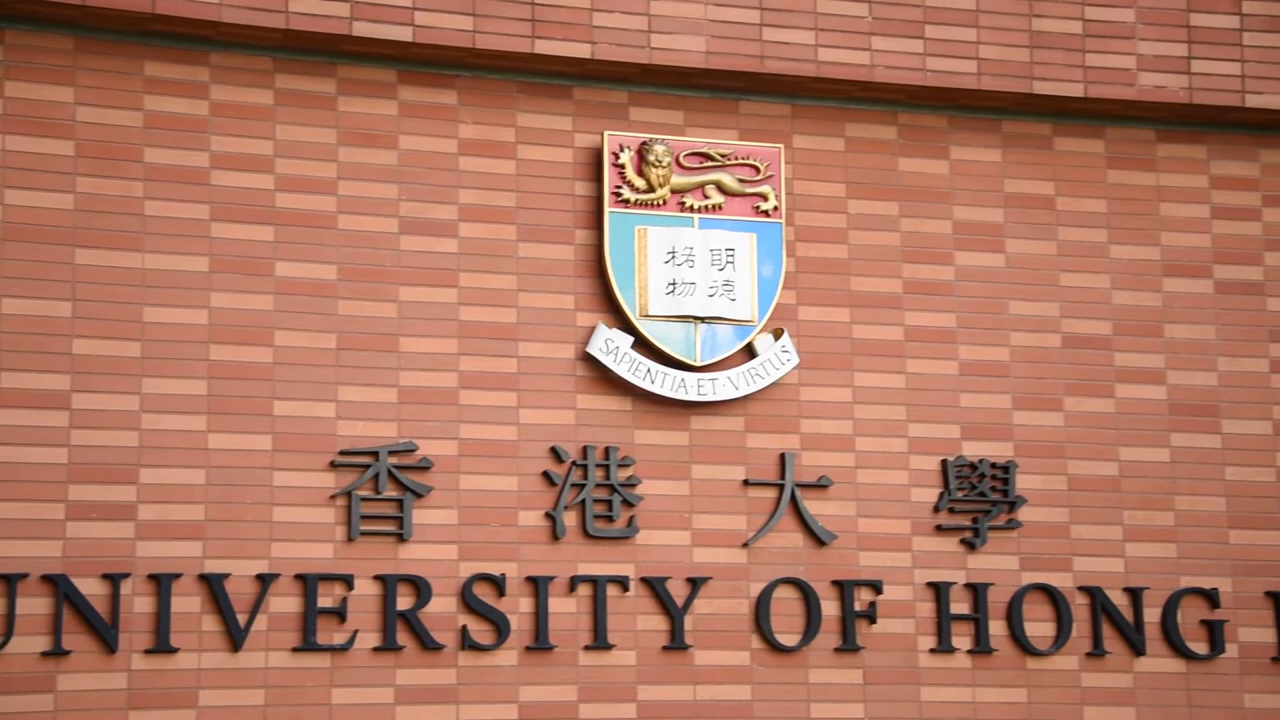 明德
格物
SAPIENTIA·ET·VIRTUS
香港大學
UNIVERSITY OF HONG